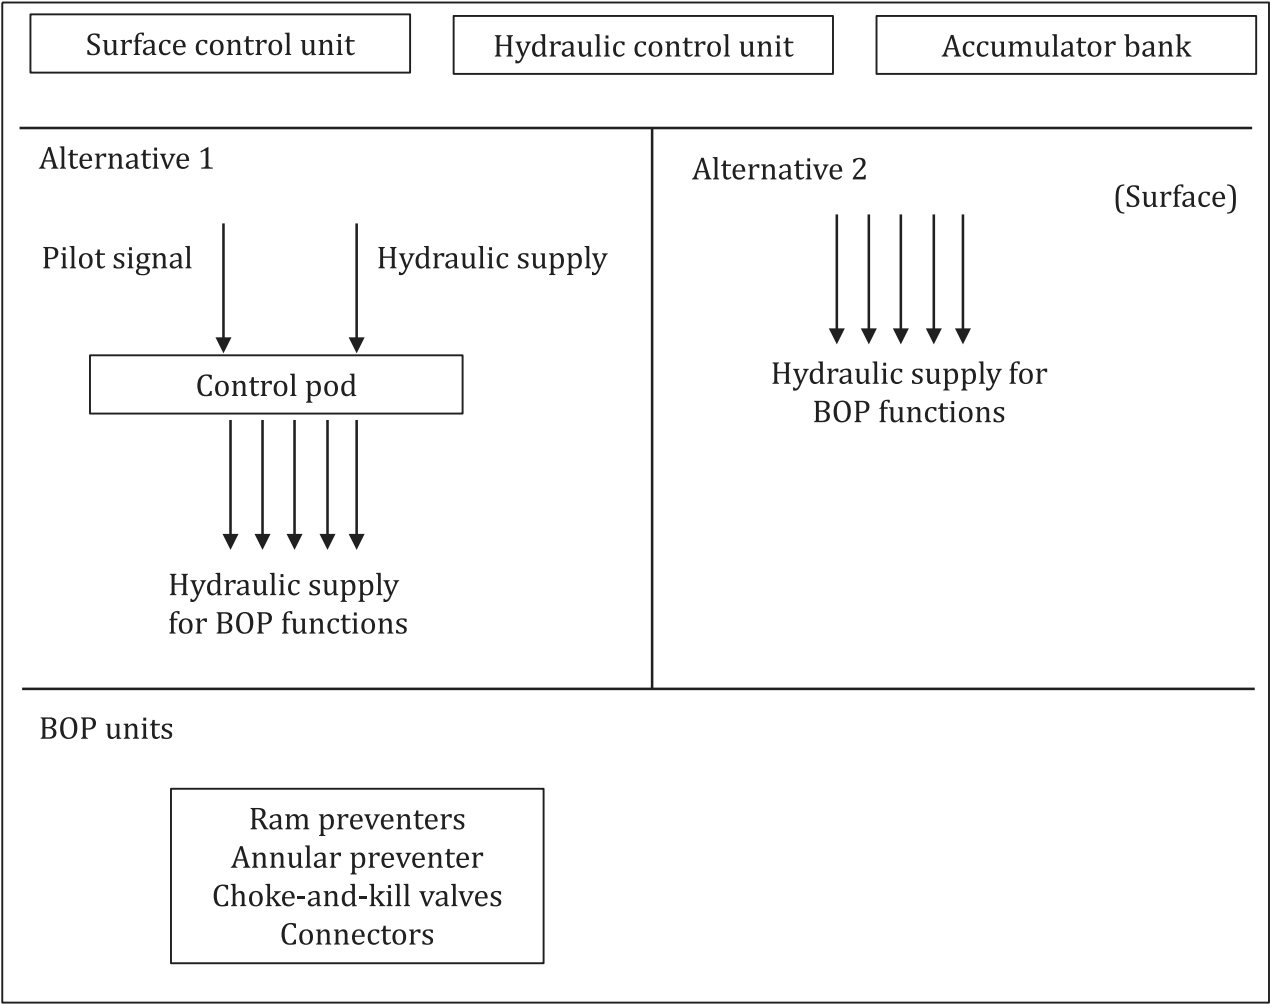 Surface control unit
Hydraulic control unit
Accumulator bank
Alternative 1
Pilot signal
Hydraulic supply
Control pod
Hydraulic supply
for BOP functions
Alternative 2
(Surface)
Hydraulic supply for
BOP functions
BOP units
Ram preventers
Annular preventer
Choke-and-kill valves
Connectors